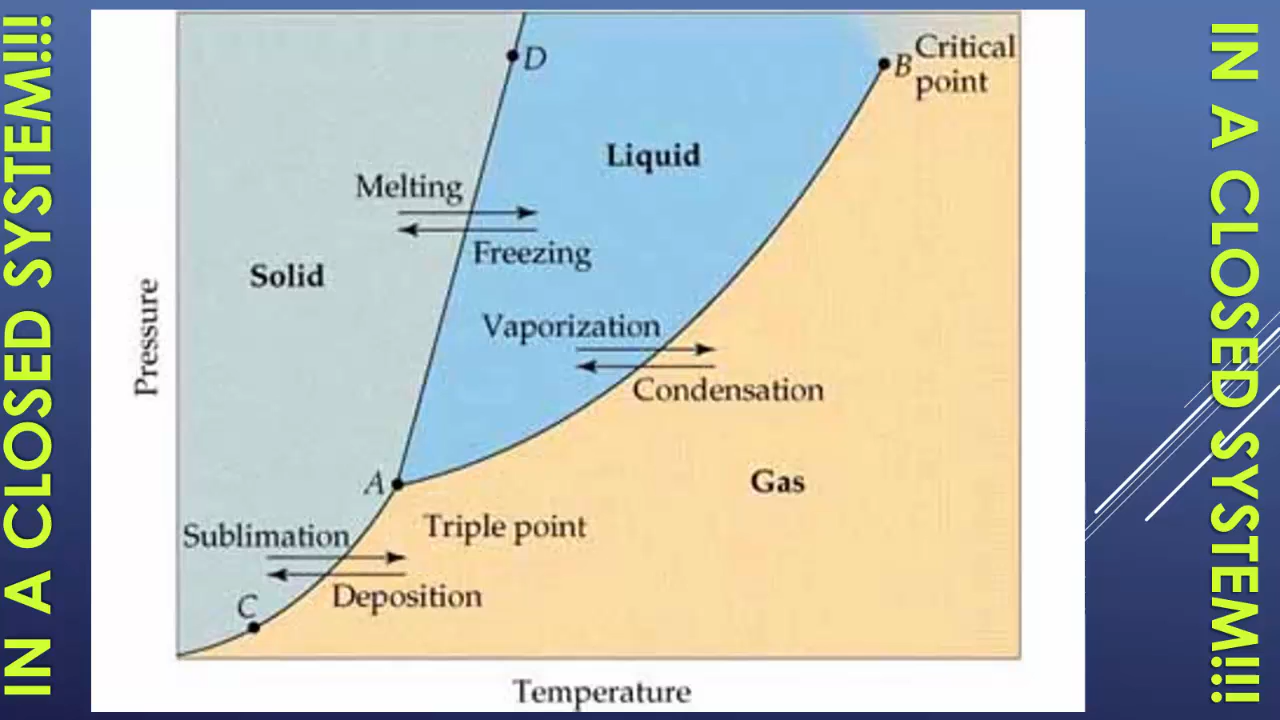 IN A CLOSED SYSTEM!!!!
D
B
Critical
point
Liquid
Melting
Freezing
Solid
Vaporization
Condensation
Pressure
A
Gas
Triple point
Sublimation
Deposition
C
Temperature
IN A CLOSED SYSTEM!!!